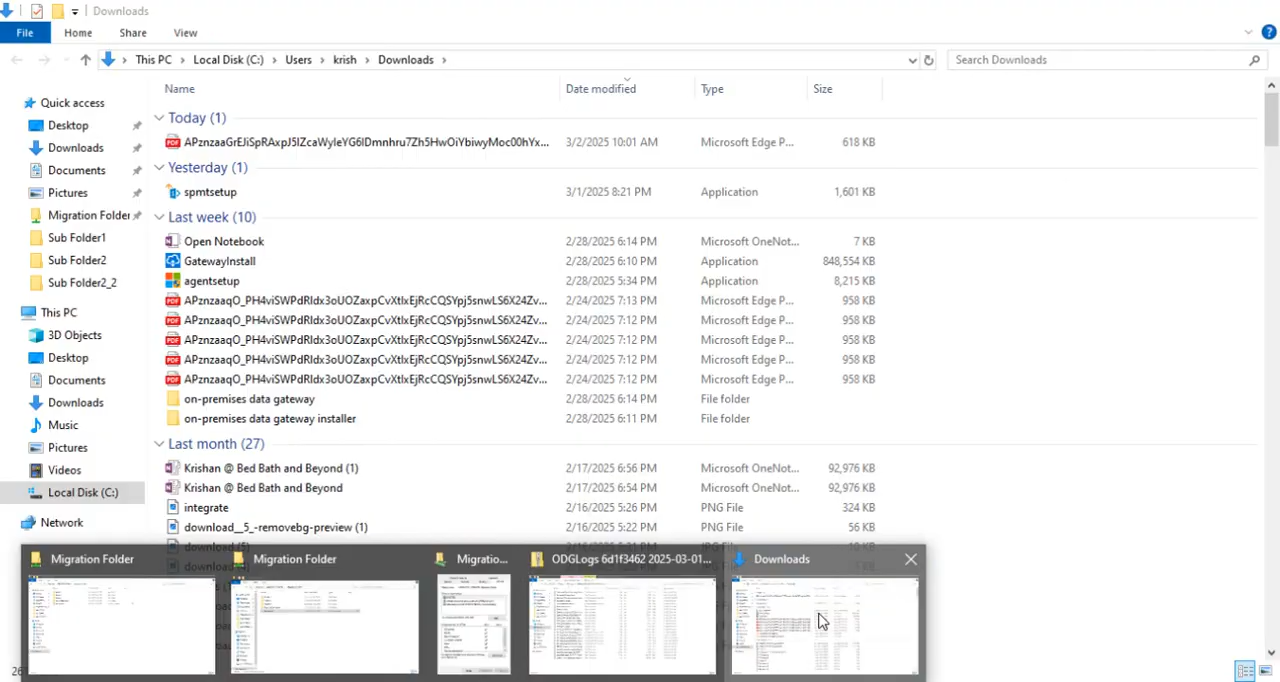 Downloads
File Home Share View
This PC Local Disk (C:) Users krish Downloads
Search Downloads
Name Date modified Type Size
Quick access
Desktop
Downloads
Documents
Pictures
Migration Folder
Sub Folder1
Sub Folder2
Sub Folder2_2
This PC
3D Objects
Desktop
Documents
Downloads
Music
Pictures
Videos
Local Disk (C:)
Network
Today (1)
3/2/2025 10:01 AM Microsoft Edge P... 618 KB
Yesterday (1)
spmtsetup 3/1/2025 8:21 PM Application 1,601 KB
Last week (10)
Open Notebook 2/28/2025 6:14 PM Microsoft OneNot... 7 KB
GatewayInstall 2/28/2025 6:10 PM Application 848,554 KB
agentsetup 2/28/2025 5:34 PM Application 8,215 KB
2/24/2025 7:13 PM Microsoft Edge P... 958 KB
2/24/2025 7:12 PM Microsoft Edge P... 958 KB
2/24/2025 7:12 PM Microsoft Edge P... 958 KB
2/24/2025 7:12 PM Microsoft Edge P... 958 KB
2/24/2025 7:12 PM Microsoft Edge P... 958 KB
on-premises data gateway 2/28/2025 6:14 PM File folder
on-premises data gateway installer 2/28/2025 6:11 PM File folder
Last month (27)
Krishan @ Bed Bath and Beyond (1) 2/17/2025 6:56 PM Microsoft OneNot... 92,976 KB
Krishan @ Bed Bath and Beyond 2/17/2025 6:54 PM Microsoft OneNot... 92,976 KB
integrate 2/16/2025 5:26 PM PNG File 324 KB
download__5_-removebg-preview (1) 2/16/2025 5:22 PM PNG File 56 KB
Migration Folder
Migration Folder
Migratio...
ODGLogs 6d1f3462 2025-03-01...
Downloads